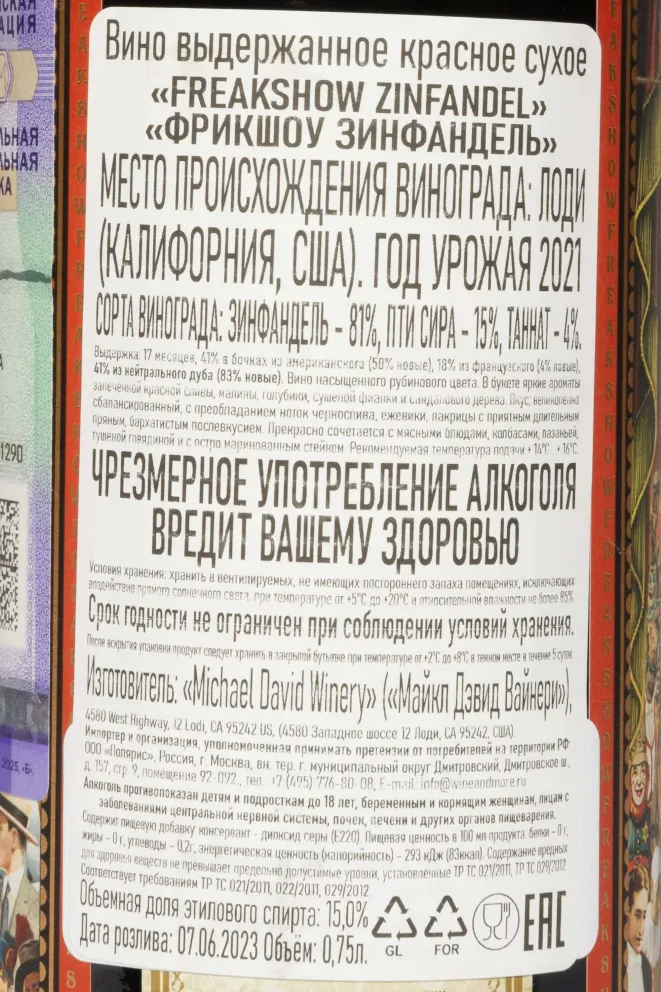 Вино выдержанное красное сухое
«FREAKSHOW ZINFANDEL»
«ФРИКШОУ ЗИНФАНДЕЛЬ»
МЕСТО ПРОИСХОЖДЕНИЯ ВИНОГРАДА: ЛОДИ
(КАЛИФОРНИЯ, США). ГОД УРОЖАЯ 2021
СОРТА ВИНОГРАДА: ЗИНФАНДЕЛЬ – 81%, ПТИ СИРА – 15%, ТАННАТ – 4%.
Выдержка: 17 месяцев, 41% в бочках из американского (50% новые), 18% из французского (4% новые),
41% из нейтрального дуба (83% новые). Вино насыщенного рубинового цвета. В букете яркие ароматы
запеченной красной сливы, малины, голубики, сушеной фиалки и сандалового дерева. Вкус великолепно
сбалансированный, с преобладанием ноток чернослива, ежевики, лакрицы с приятным длительным
пряным, бархатистым послевкусием. Прекрасно сочетается с мясными блюдами, колбасами, лазаньей,
тушеной говядиной и с остро маринованным стейком. Рекомендуемая температура подачи +14°С...+16°С
ЧРЕЗМЕРНОЕ УПОТРЕБЛЕНИЕ АЛКОГОЛЯ
ВРЕДИТ ВАШЕМУ ЗДОРОВЬЮ
Условия хранения: хранить в вентилируемых, не имеющих постороннего запаха помещениях, исключающих
воздействие прямого солнечного света, при температуре от +5°С до +20°С и относительной влажности не более 85%.
Срок годности не ограничен при соблюдении условий хранения.
После вскрытия упаковки продукт следует хранить в закрытой бутылке при температуре от +2°С до +8°С в темном месте в течение 5 суток.
Изготовитель: «Michael David Winery» («Майкл Дэвид Вайнери»),
4580 West Highway, 12 Lodi, CA 95242 US, (4580 Западное шоссе 12 Лоди, СА 95242, США).
Импортер и организация, уполномоченная принимать претензии от потребителей на территории РФ:
ООО «Полярис», Россия, г. Москва, вн. тер. г. муниципальный округ Дмитровский, Дмитровское ш.,
д. 157, стр. 9, помещение 92-092, тел. +7 (495) 776-80-08, E-mail: info@wineandmore.ru
Алкоголь противопоказан детям и подросткам до 18 лет, беременным и кормящим женщинам, лицам с
заболеваниями центральной нервной системы, почек, печени и других органов пищеварения.
Содержит пищевую добавку консервант - диоксид серы (Е220). Пищевая ценность в 100 мл продукта: белки - 0 г,
жиры - 0 г, углеводы - 0,2г, энергетическая ценность (калорийность) – 293 кДж (83ккал). Содержание вредных
для здоровья веществ не превышает предельно допустимые уровни, установленные ТР ТС 021/2011, ТР ТС 029/2012
Соответствует требованиям ТР ТС 021/2011, 022/2011, 029/2012
Объемная доля этилового спирта: 15,0%
Дата розлива: 07.06.2023 Объём: 0,75л.
GL FOR ЕАС
АЦИЯ
1290
2025, «Б».
FREAKSHOW